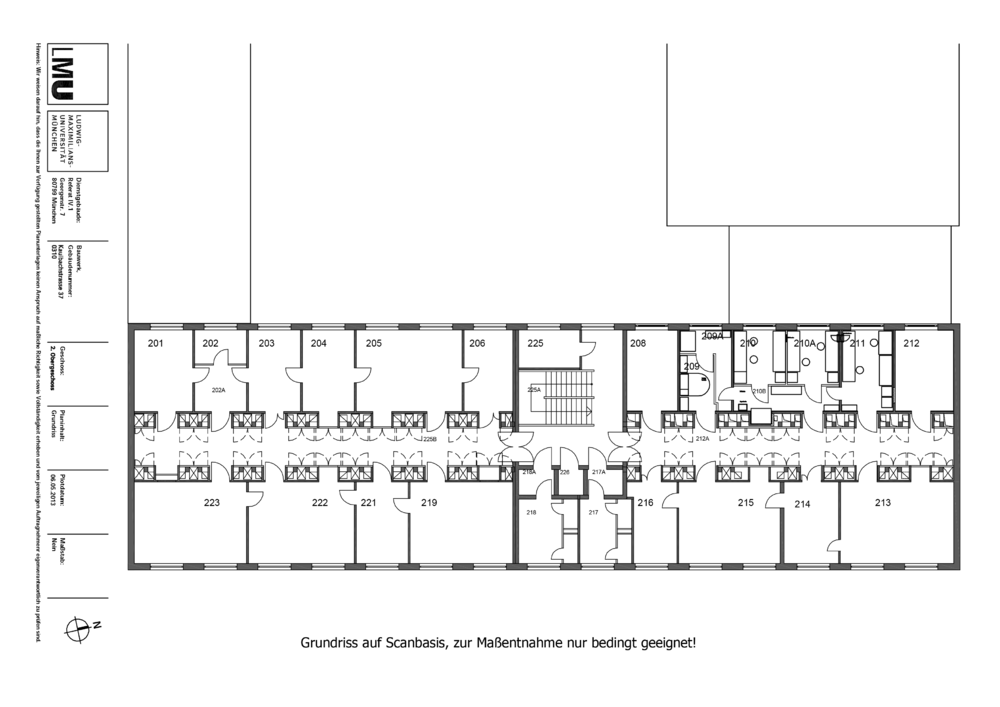 LMU
LUDWIG-
MAXIMILIANS-
UNIVERSITÄT
MÜNCHEN
Dienstgebäude:
Referat IV.1
Georgenstr. 7
80799 München
Bauwerk,
Gebäudenummer:
Kaulbachstrasse 37
0310
Geschoss:
2. Obergeschoss
Planinhalt:
Grundriss
Plandatum:
06.05.2013
Maßstab:
Nein
N
Hinweis: Wir weisen darauf hin, dass die Ihnen zur Verfügung gestellten Planunterlagen keinen Anspruch auf maßliche Richtigkeit sowie Vollständigkeit erheben und vom jeweiligen Auftragnehmer eigenverantwortlich zu prüfen sind.
201
202
203
204
205
206
225
208
209A
210
210A
211
212
209
202A
225A
210B
225B
212A
218A
226
217A
223
222
221
219
218
217
216
215
214
213
Grundriss auf Scanbasis, zur Maßentnahme nur bedingt geeignet!